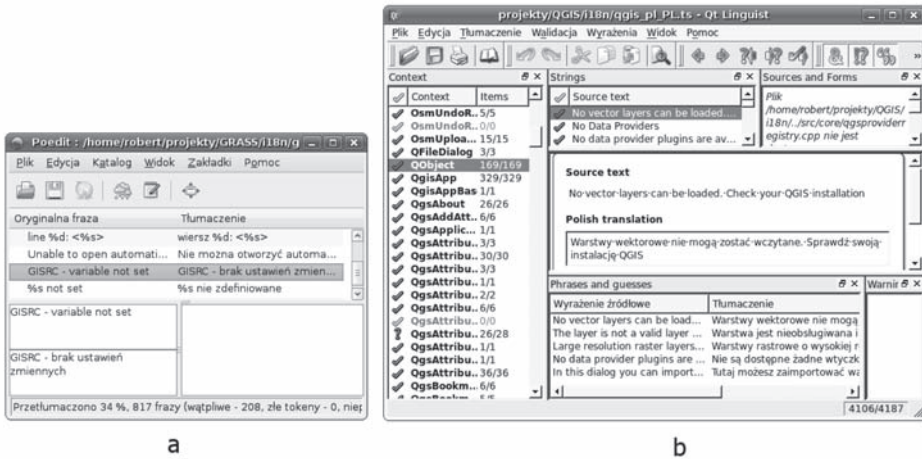 Poedit : /home/robert/projekty/GRASS/i18n/g
Plik Edycja Katalog Widok Zakładki Pomoc
Oryginalna fraza Tłumaczenie
line %d: <%s> wiersz %d: <%s>
Unable to open automati... Nie mozna otworzyć automa...
GISRC - variable not set GISRC - brak ustawień zmien...
%s not set %s nie zdefiniowane
GISRC - variable not set
GISRC - brak ustawień
zmiennych
Przetłumaczono 34 %, 817 frazy (wątpliwe - 208, złe tokeny - 0, niep
a
projekty/QGIS/i18n/qgis_pl_PL.ts - Qt Linguist
Plik Edycja Tłumaczenie Walidacja Wyrażenia Widok Pomoc
Context
Context Items
OsmUndoR.. 5/5
OsmUndoR.. 0/0
OsmUploa... 15/15
QFileDialog 3/3
QObject 169/169
QgisApp 329/329
QgisAppBas 1/1
QgsAbout 26/26
QgsAddAtt.. 6/6
QgsApplic... 1/1
QgsAttribu.. 3/3
QgsAttribu.. 30/30
QgsAttribu.. 3/3
QgsAttribu.. 1/1
QgsAttribu.. 2/2
QgsAttribu.. 6/6
QgsAttribu.. 0/0
QgsAttribu.. 26/28
QgsAttribu.. 1/1
QgsAttribu.. 1/1
QgsAttribu.. 36/36
QgsBookm... 6/6
Strings
Source text
No vector layers can be loaded....
No Data Providers
No data provider plugins are av...
Sources and Forms
Plik
/home/robert/projekty/QGIS/
i18n/../src/core/qgsproviderr
egistry.cpp nie jest
Source text
No·vector·layers·can·be·loaded.·Check·your·QGIS·installation
Polish translation
Warstwy·wektorowe·nie·mogą·zostać·wczytane.·Sprawdź·swoją·
instalację·QGIS
Phrases and guesses
Wyrażenie źródłowe Tłumaczenie
No vector layers can be load... Warstwy wektorowe nie mogą
The layer is not a valid layer ... Warstwa jest nieobsługiwana i
Large resolution raster layers... Warstwy rastrowe o wysokiej r
No data provider plugins are ... Nie są dostępne żadne wtyczk
In this dialog you can import... Tutaj możesz zaimportować wa
Warnir
4106/4187
b